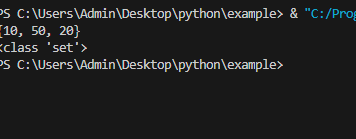 PS C:\Users\Admin\Desktop\python\example> & "C:/Prog
{10, 50, 20}
<class 'set'>
PS C:\Users\Admin\Desktop\python\example>